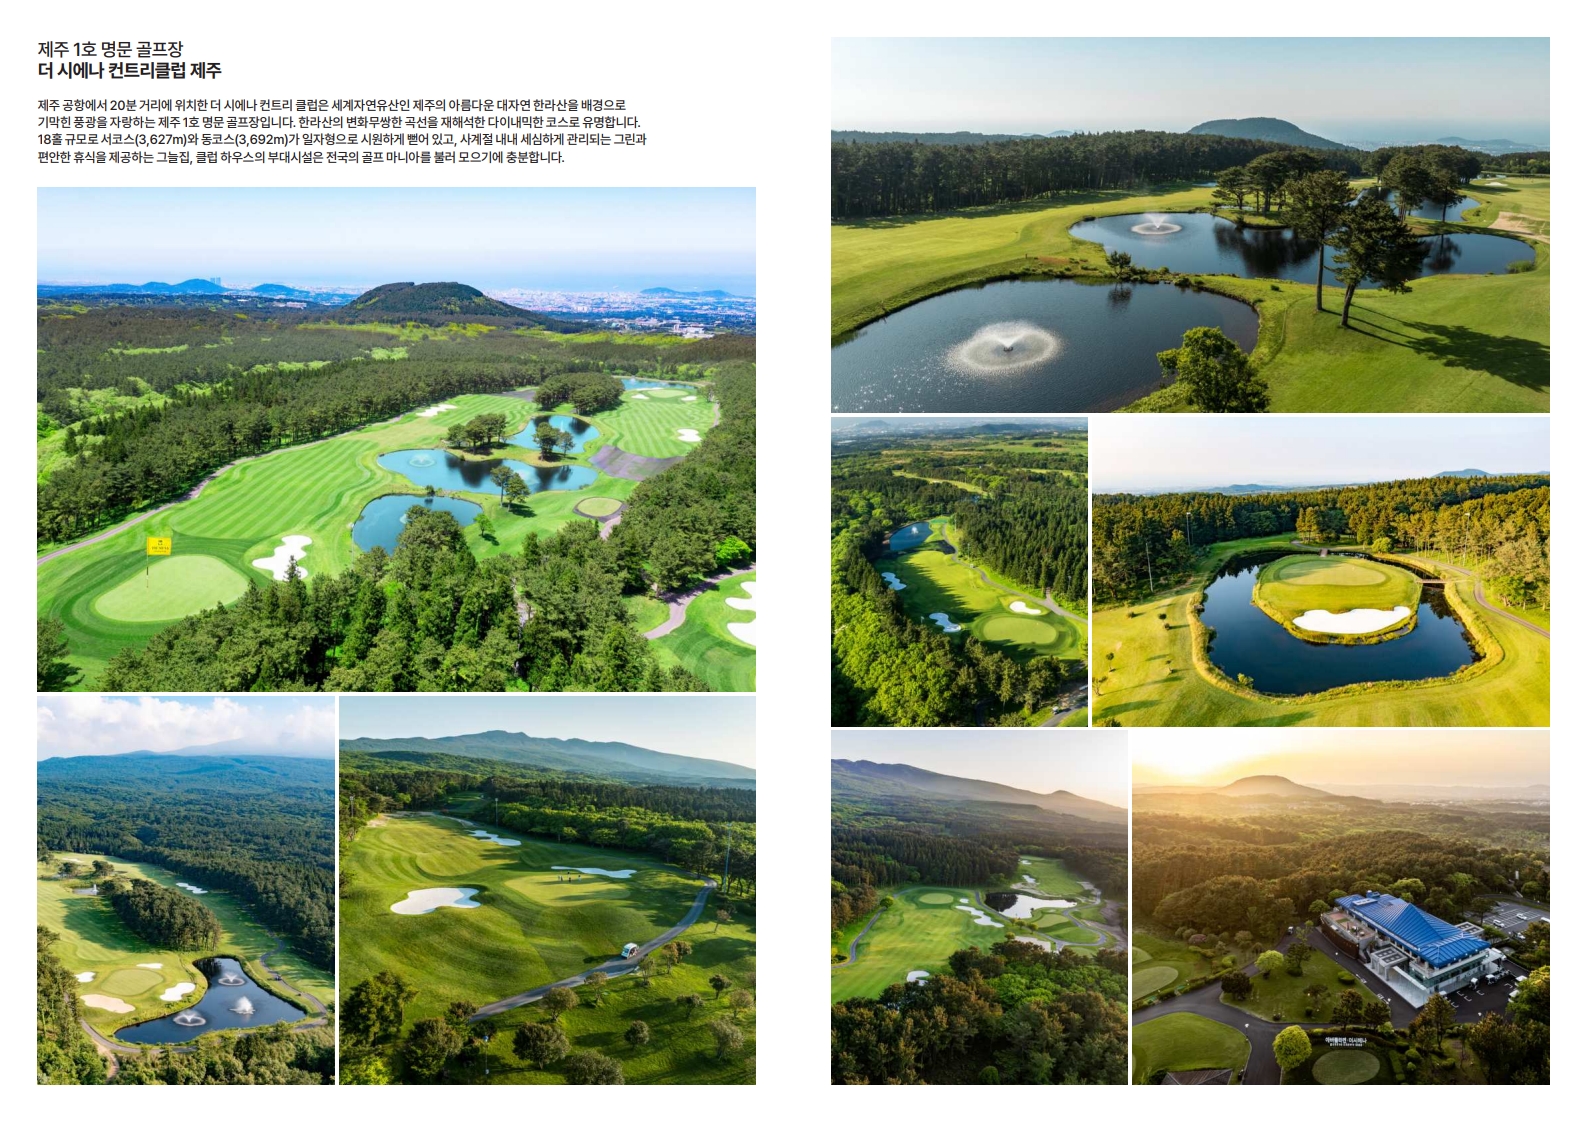 제주 1호 명문 골프장
더 시에나 컨트리클럽 제주
제주 공항에서 20분 거리에 위치한 더 시에나 컨트리 클럽은 세계자연유산인 제주의 아름다운 대자연 한라산을 배경으로
기막힌 풍광을 자랑하는 제주 1호 명문 골프장입니다. 한라산의 변화무쌍한 곡선을 재해석한 다이내믹한 코스로 유명합니다.
18홀 규모로 서코스(3,627m)와 동코스(3,692m)가 일자형으로 시원하게 뻗어 있고, 사계절 내내 세심하게 관리되는 그린과
편안한 휴식을 제공하는 그늘집, 클럽 하우스의 부대시설은 전국의 골프 마니아를 불러 모으기에 충분합니다.